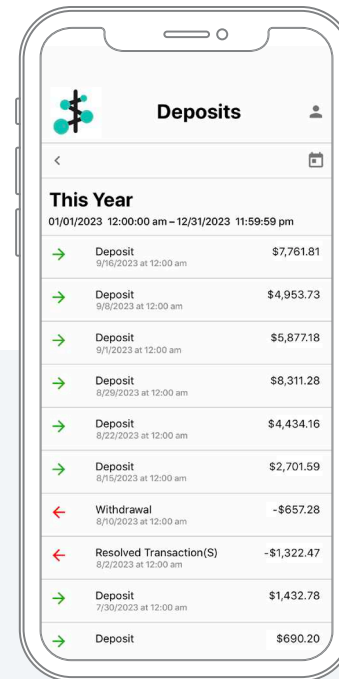 Deposits
This Year
01/01/2023 12:00:00 am – 12/31/2023 11:59:59 pm
Deposit $7,761.81
9/16/2023 at 12:00 am
Deposit $4,953.73
9/8/2023 at 12:00 am
Deposit $5,877.18
9/1/2023 at 12:00 am
Deposit $8,311.28
8/29/2023 at 12:00 am
Deposit $4,434.16
8/22/2023 at 12:00 am
Deposit $2,701.59
8/15/2023 at 12:00 am
Withdrawal -$657.28
8/10/2023 at 12:00 am
Resolved Transaction(S) -$1,322.47
8/2/2023 at 12:00 am
Deposit $1,432.78
7/30/2023 at 12:00 am
Deposit $690.20